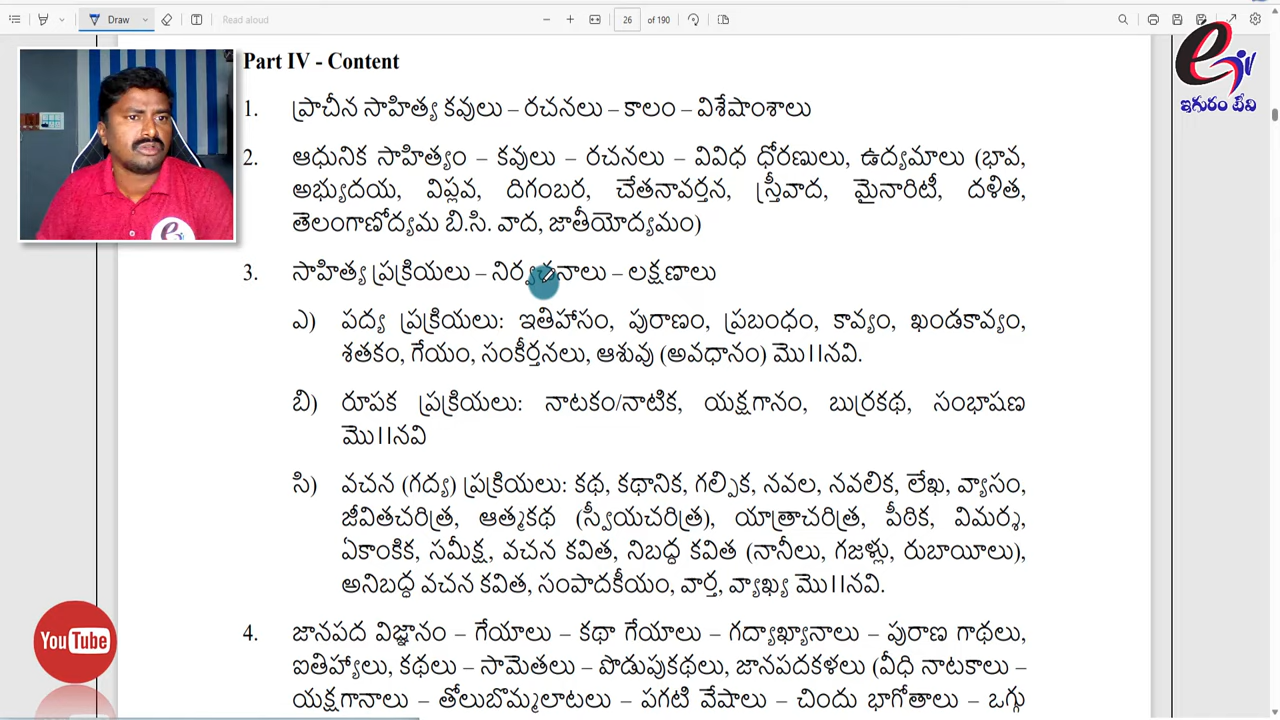 Draw
Read aloud
26 of 190
Part IV - Content
1. ప్రాచీన సాహిత్య కవులు – రచనలు – కాలం – విశేషాంశాలు
2. ఆధునిక సాహిత్యం – కవులు – రచనలు – వివిధ ధోరణులు, ఉద్యమాలు (భావ,
అభ్యుదయ, విప్లవ, దిగంబర, చేతనావర్తన, స్త్రీవాద, మైనారిటీ, దళిత,
తెలంగాణోద్యమ బి.సి. వాద, జాతీయోద్యమం)
3. సాహిత్య ప్రక్రియలు – నిర్వచనాలు – లక్షణాలు
ఎ) పద్య ప్రక్రియలు: ఇతిహాసం, పురాణం, ప్రబంధం, కావ్యం, ఖండకావ్యం,
శతకం, గేయం, సంకీర్తనలు, ఆశువు (అవధానం) మొ॥నవి.
బి) రూపక ప్రక్రియలు: నాటకం/నాటిక, యక్షగానం, బుర్రకథ, సంభాషణ
మొ॥నవి
సి) వచన (గద్య) ప్రక్రియలు: కథ, కథానిక, గల్పిక, నవల, నవలిక, లేఖ, వ్యాసం,
జీవితచరిత్ర, ఆత్మకథ (స్వీయచరిత్ర), యాత్రాచరిత్ర, పీఠిక, విమర్శ,
ఏకాంకిక, సమీక్ష, వచన కవిత, నిబద్ధ కవిత (నానీలు, గజళ్లు, రుబాయీలు),
అనిబద్ధ వచన కవిత, సంపాదకీయం, వార్త, వ్యాఖ్య మొ॥నవి.
4. జానపద విజ్ఞానం – గేయాలు – కథా గేయాలు – గద్యాఖ్యానాలు – పురాణ గాథలు,
ఐతిహ్యాలు, కథలు – సామెతలు – పొడుపుకథలు, జానపదకళలు (వీధి నాటకాలు –
యక్షగానాలు – తోలుబొమ్మలాటలు – పగటి వేషాలు – చిందు భాగోతాలు – ఒగ్గు
eтv
ఇగురం టీవి
YouTube